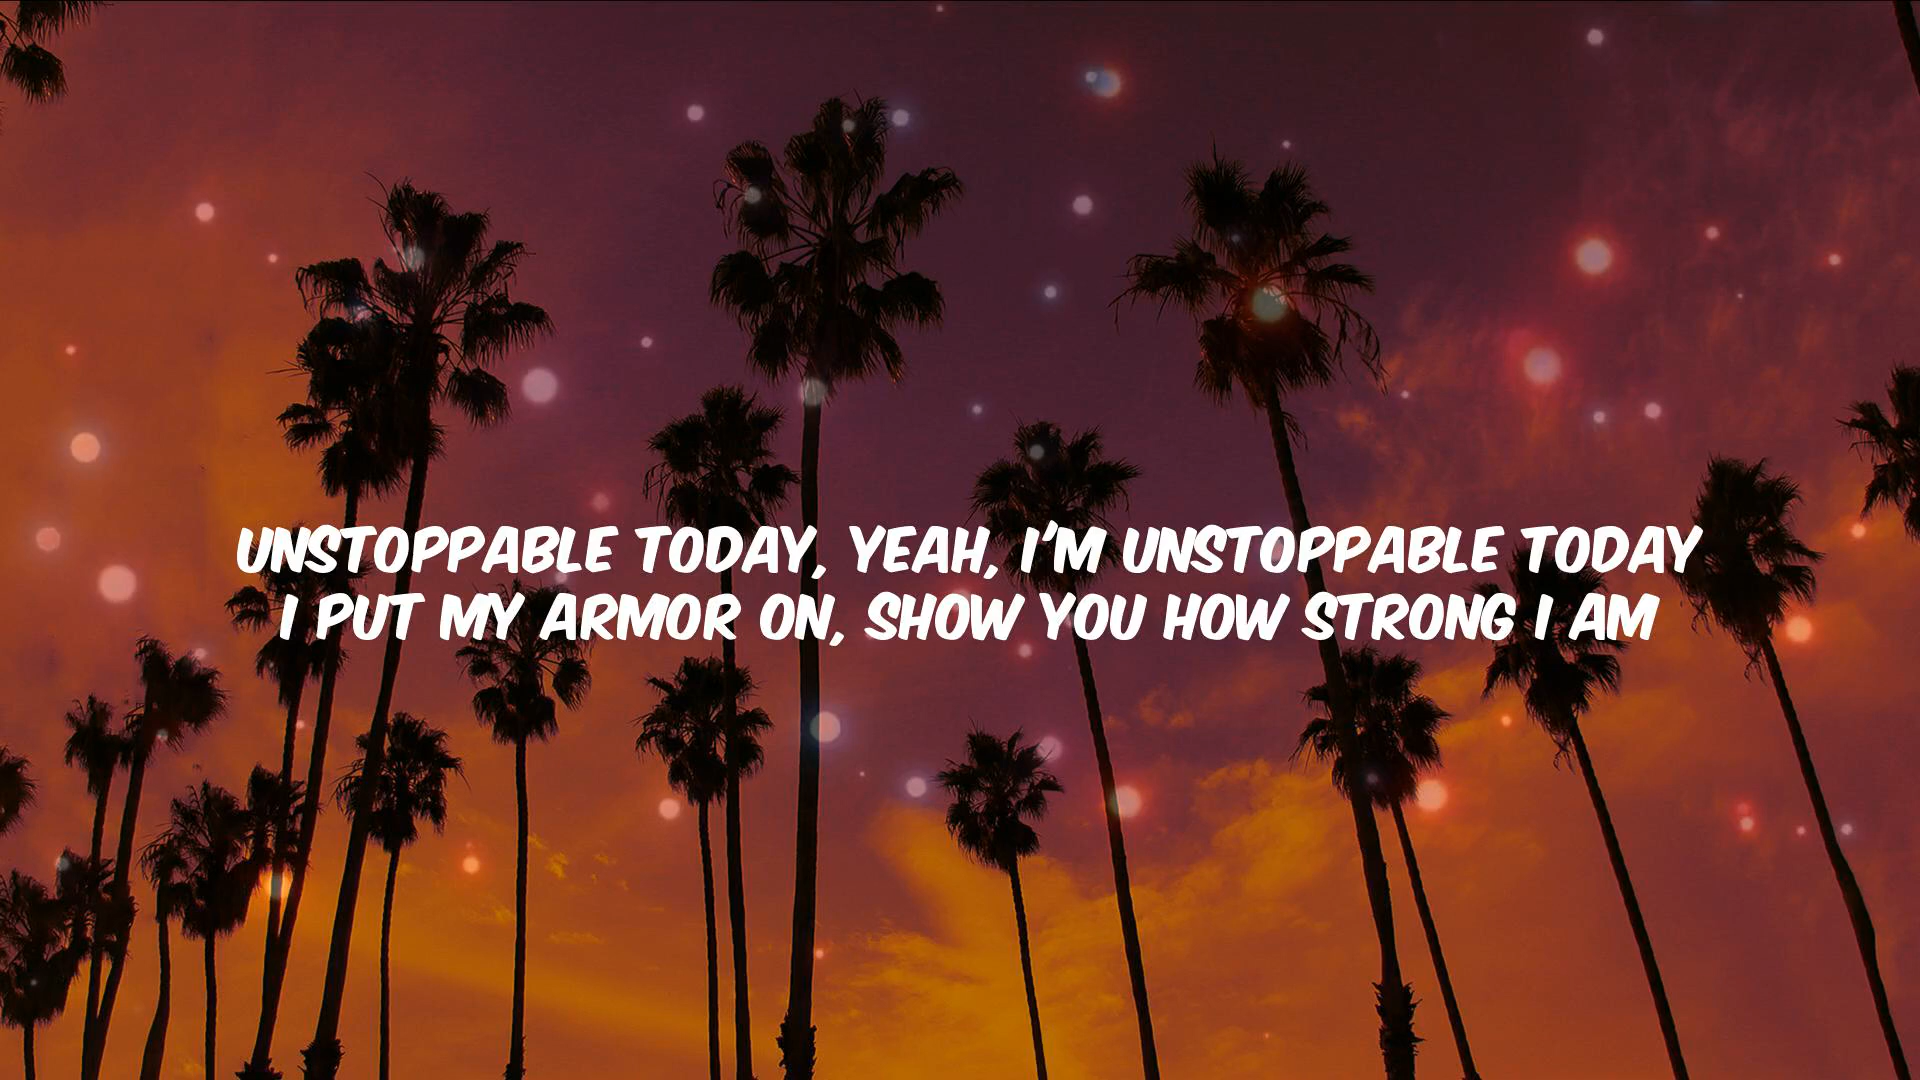 UNSTOPPABLE TODAY, YEAH, I'M UNSTOPPABLE TODAY
I PUT MY ARMOR ON, SHOW YOU HOW STRONG I AM